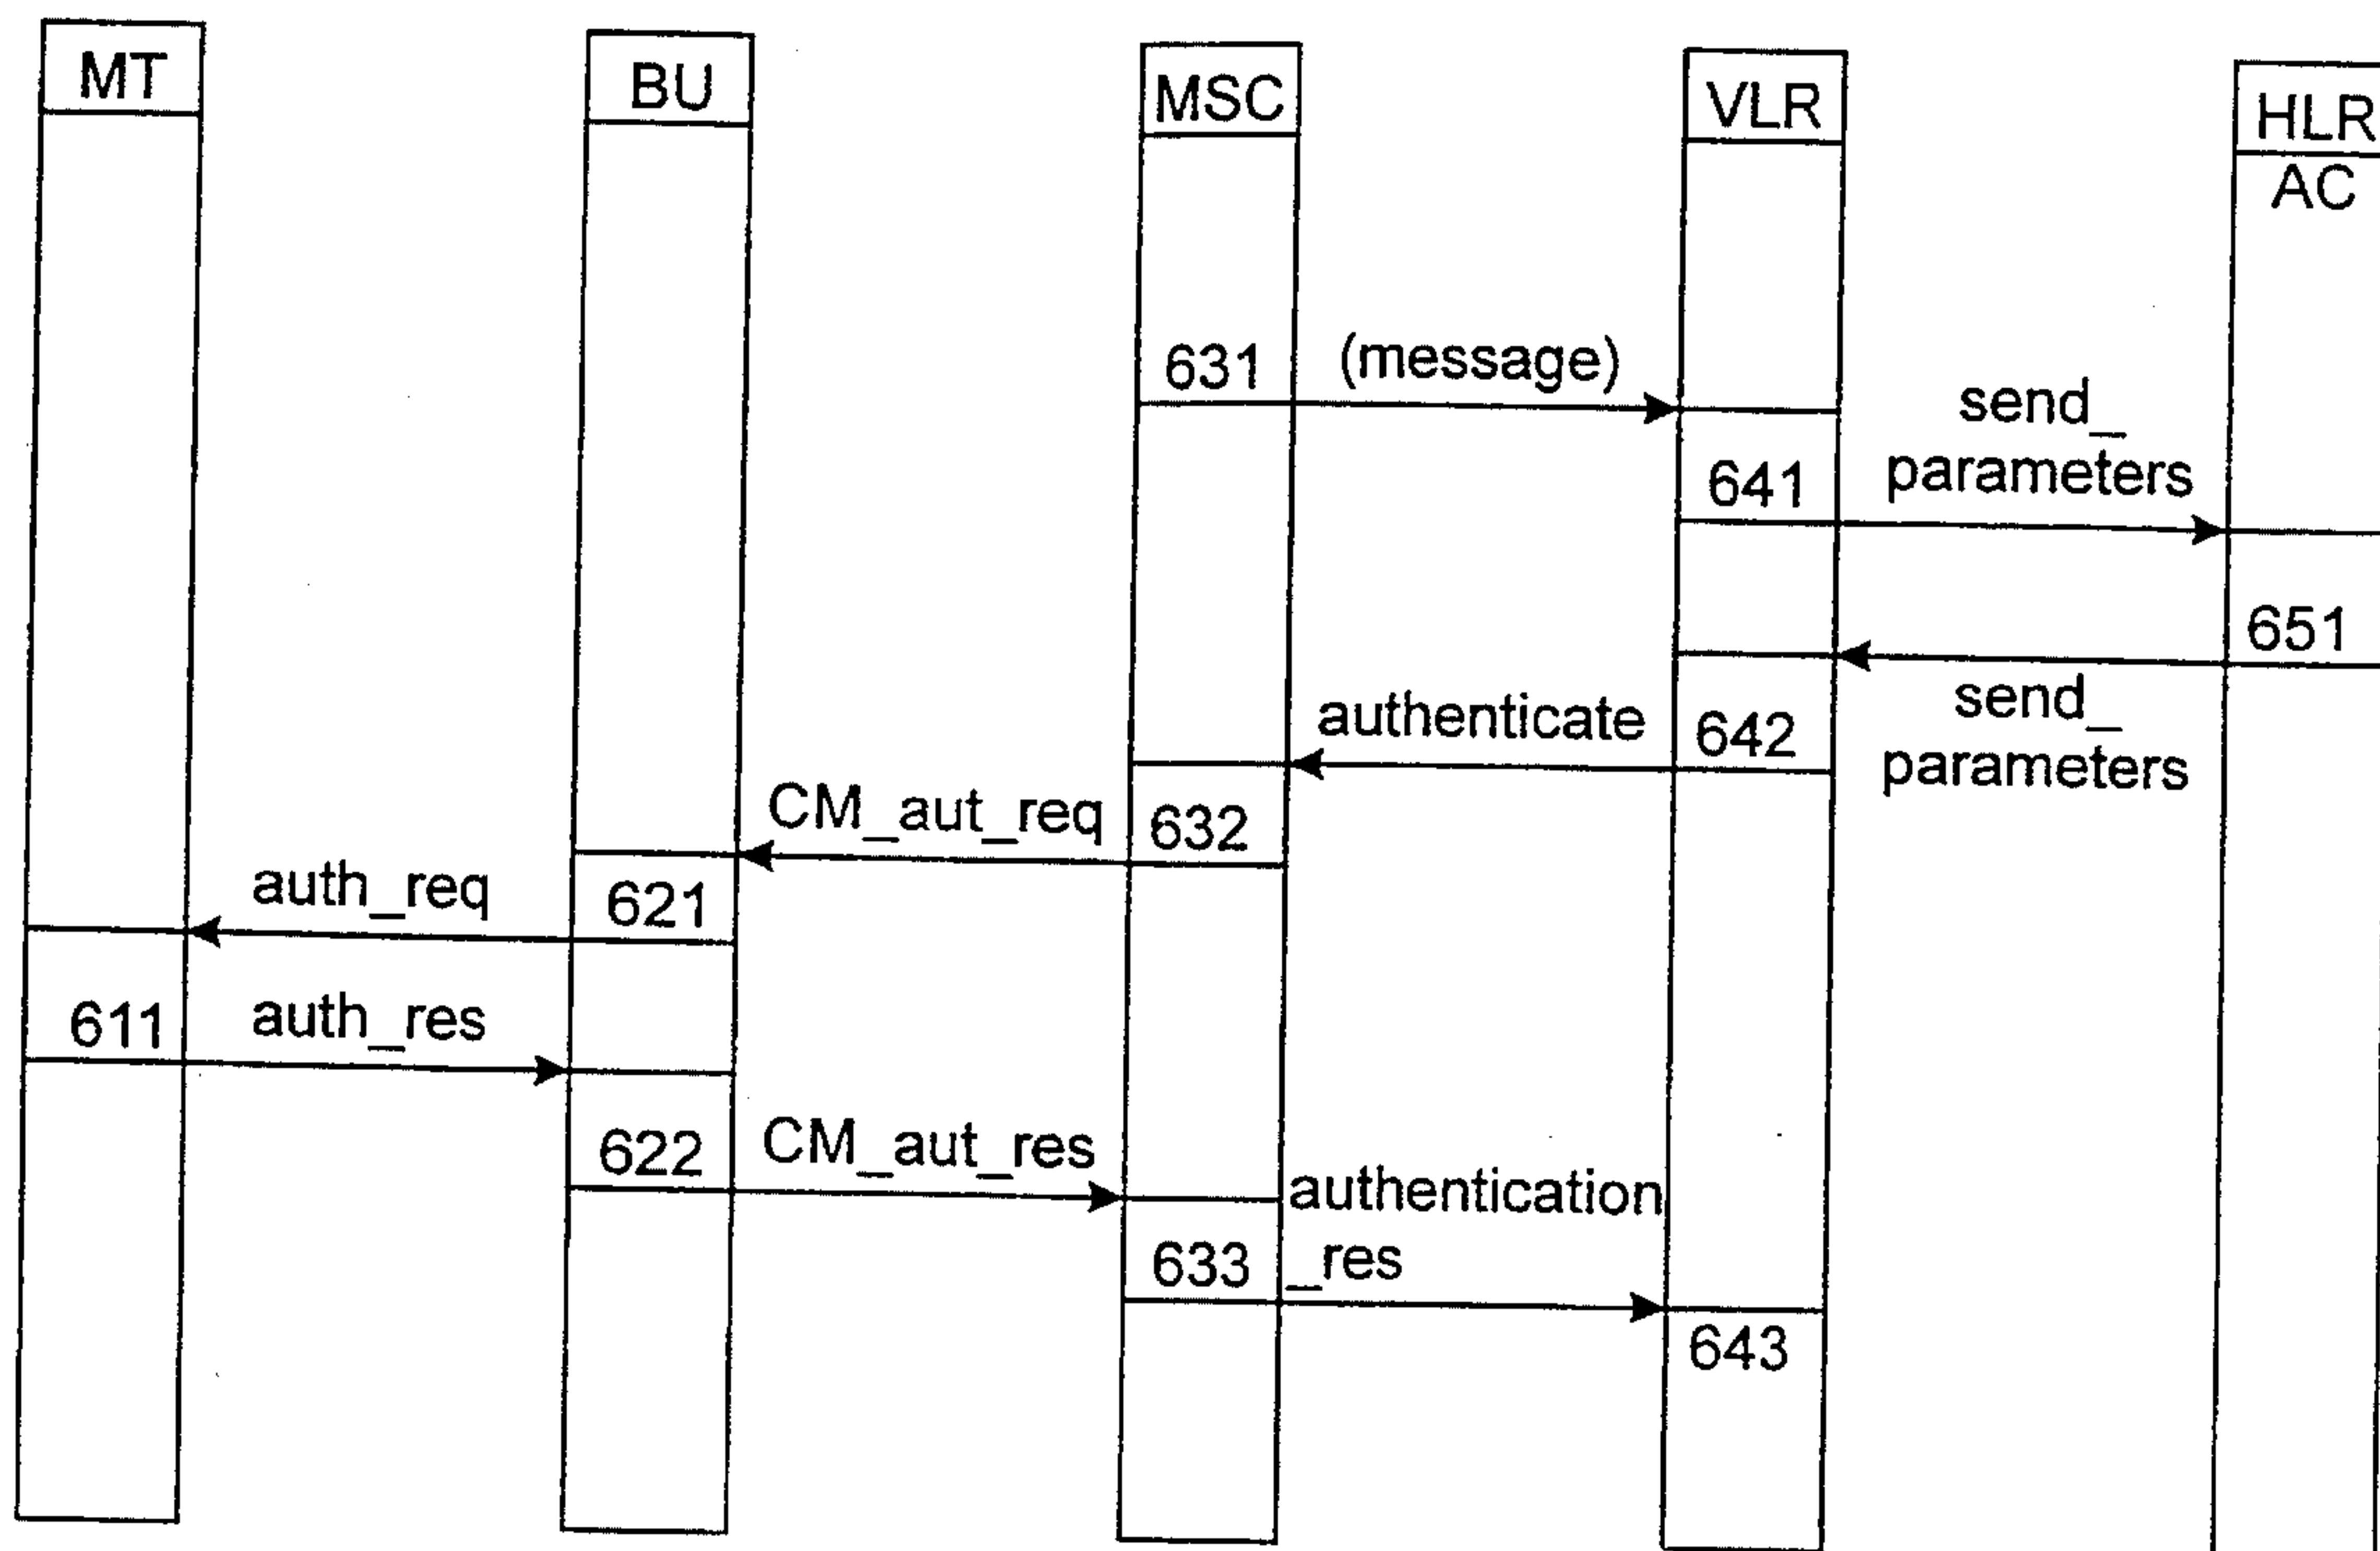 MT
BU
MSC
VLR
HLR
AC
631
(message)
send_
parameters
641
651
send_
parameters
authenticate
642
CM_aut_req
632
auth_req
621
611
auth_res
622
CM_aut_res
authentication
_res
633
643